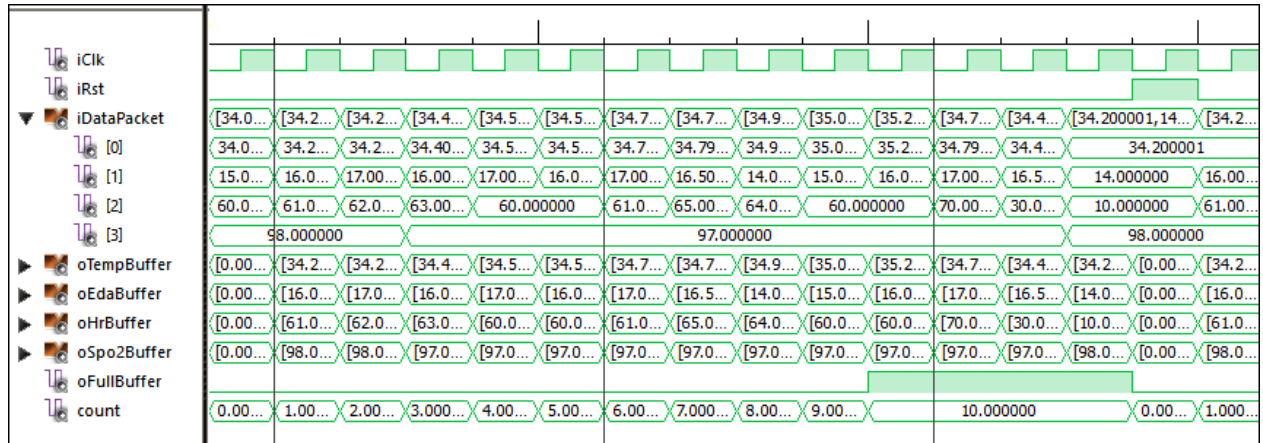 iClk
iRst
iDataPacket [34.0... [34.2... [34.2... [34.4... [34.5... [34.5... [34.7... [34.7... [34.9... [35.0... [35.2... [34.7... [34.4... [34.200001,14... [34.2...
[0] 34.0... 34.2... 34.2... 34.40... 34.5... 34.5... 34.7... 34.79... 34.9... 35.0... 35.2... 34.79... 34.4... 34.200001
[1] 15.0... 16.0... 17.00... 16.00... 17.00... 16.0... 17.00... 16.50... 14.0... 15.0... 16.0... 17.00... 16.5... 14.000000 16.00...
[2] 60.0... 61.0... 62.0... 63.00... 60.000000 61.0... 65.00... 64.0... 60.000000 70.00... 30.0... 10.000000 61.00...
[3] 98.000000 97.000000 98.000000
oTempBuffer [0.00... [34.2... [34.2... [34.4... [34.5... [34.5... [34.7... [34.7... [34.9... [35.0... [35.2... [34.7... [34.4... [34.2... [0.00... [34.2...
oEdaBuffer [0.00... [16.0... [17.0... [16.0... [17.0... [16.0... [17.0... [16.5... [14.0... [15.0... [16.0... [17.0... [16.5... [14.0... [0.00... [16.0...
oHrBuffer [0.00... [61.0... [62.0... [63.0... [60.0... [60.0... [61.0... [65.0... [64.0... [60.0... [60.0... [70.0... [30.0... [10.0... [0.00... [61.0...
oSpo2Buffer [0.00... [98.0... [98.0... [97.0... [97.0... [97.0... [97.0... [97.0... [97.0... [97.0... [97.0... [97.0... [97.0... [98.0... [0.00... [98.0...
oFullBuffer
count 0.00... 1.00... 2.00... 3.000... 4.00... 5.00... 6.00... 7.000... 8.00... 9.00... 10.000000 0.00... 1.000...